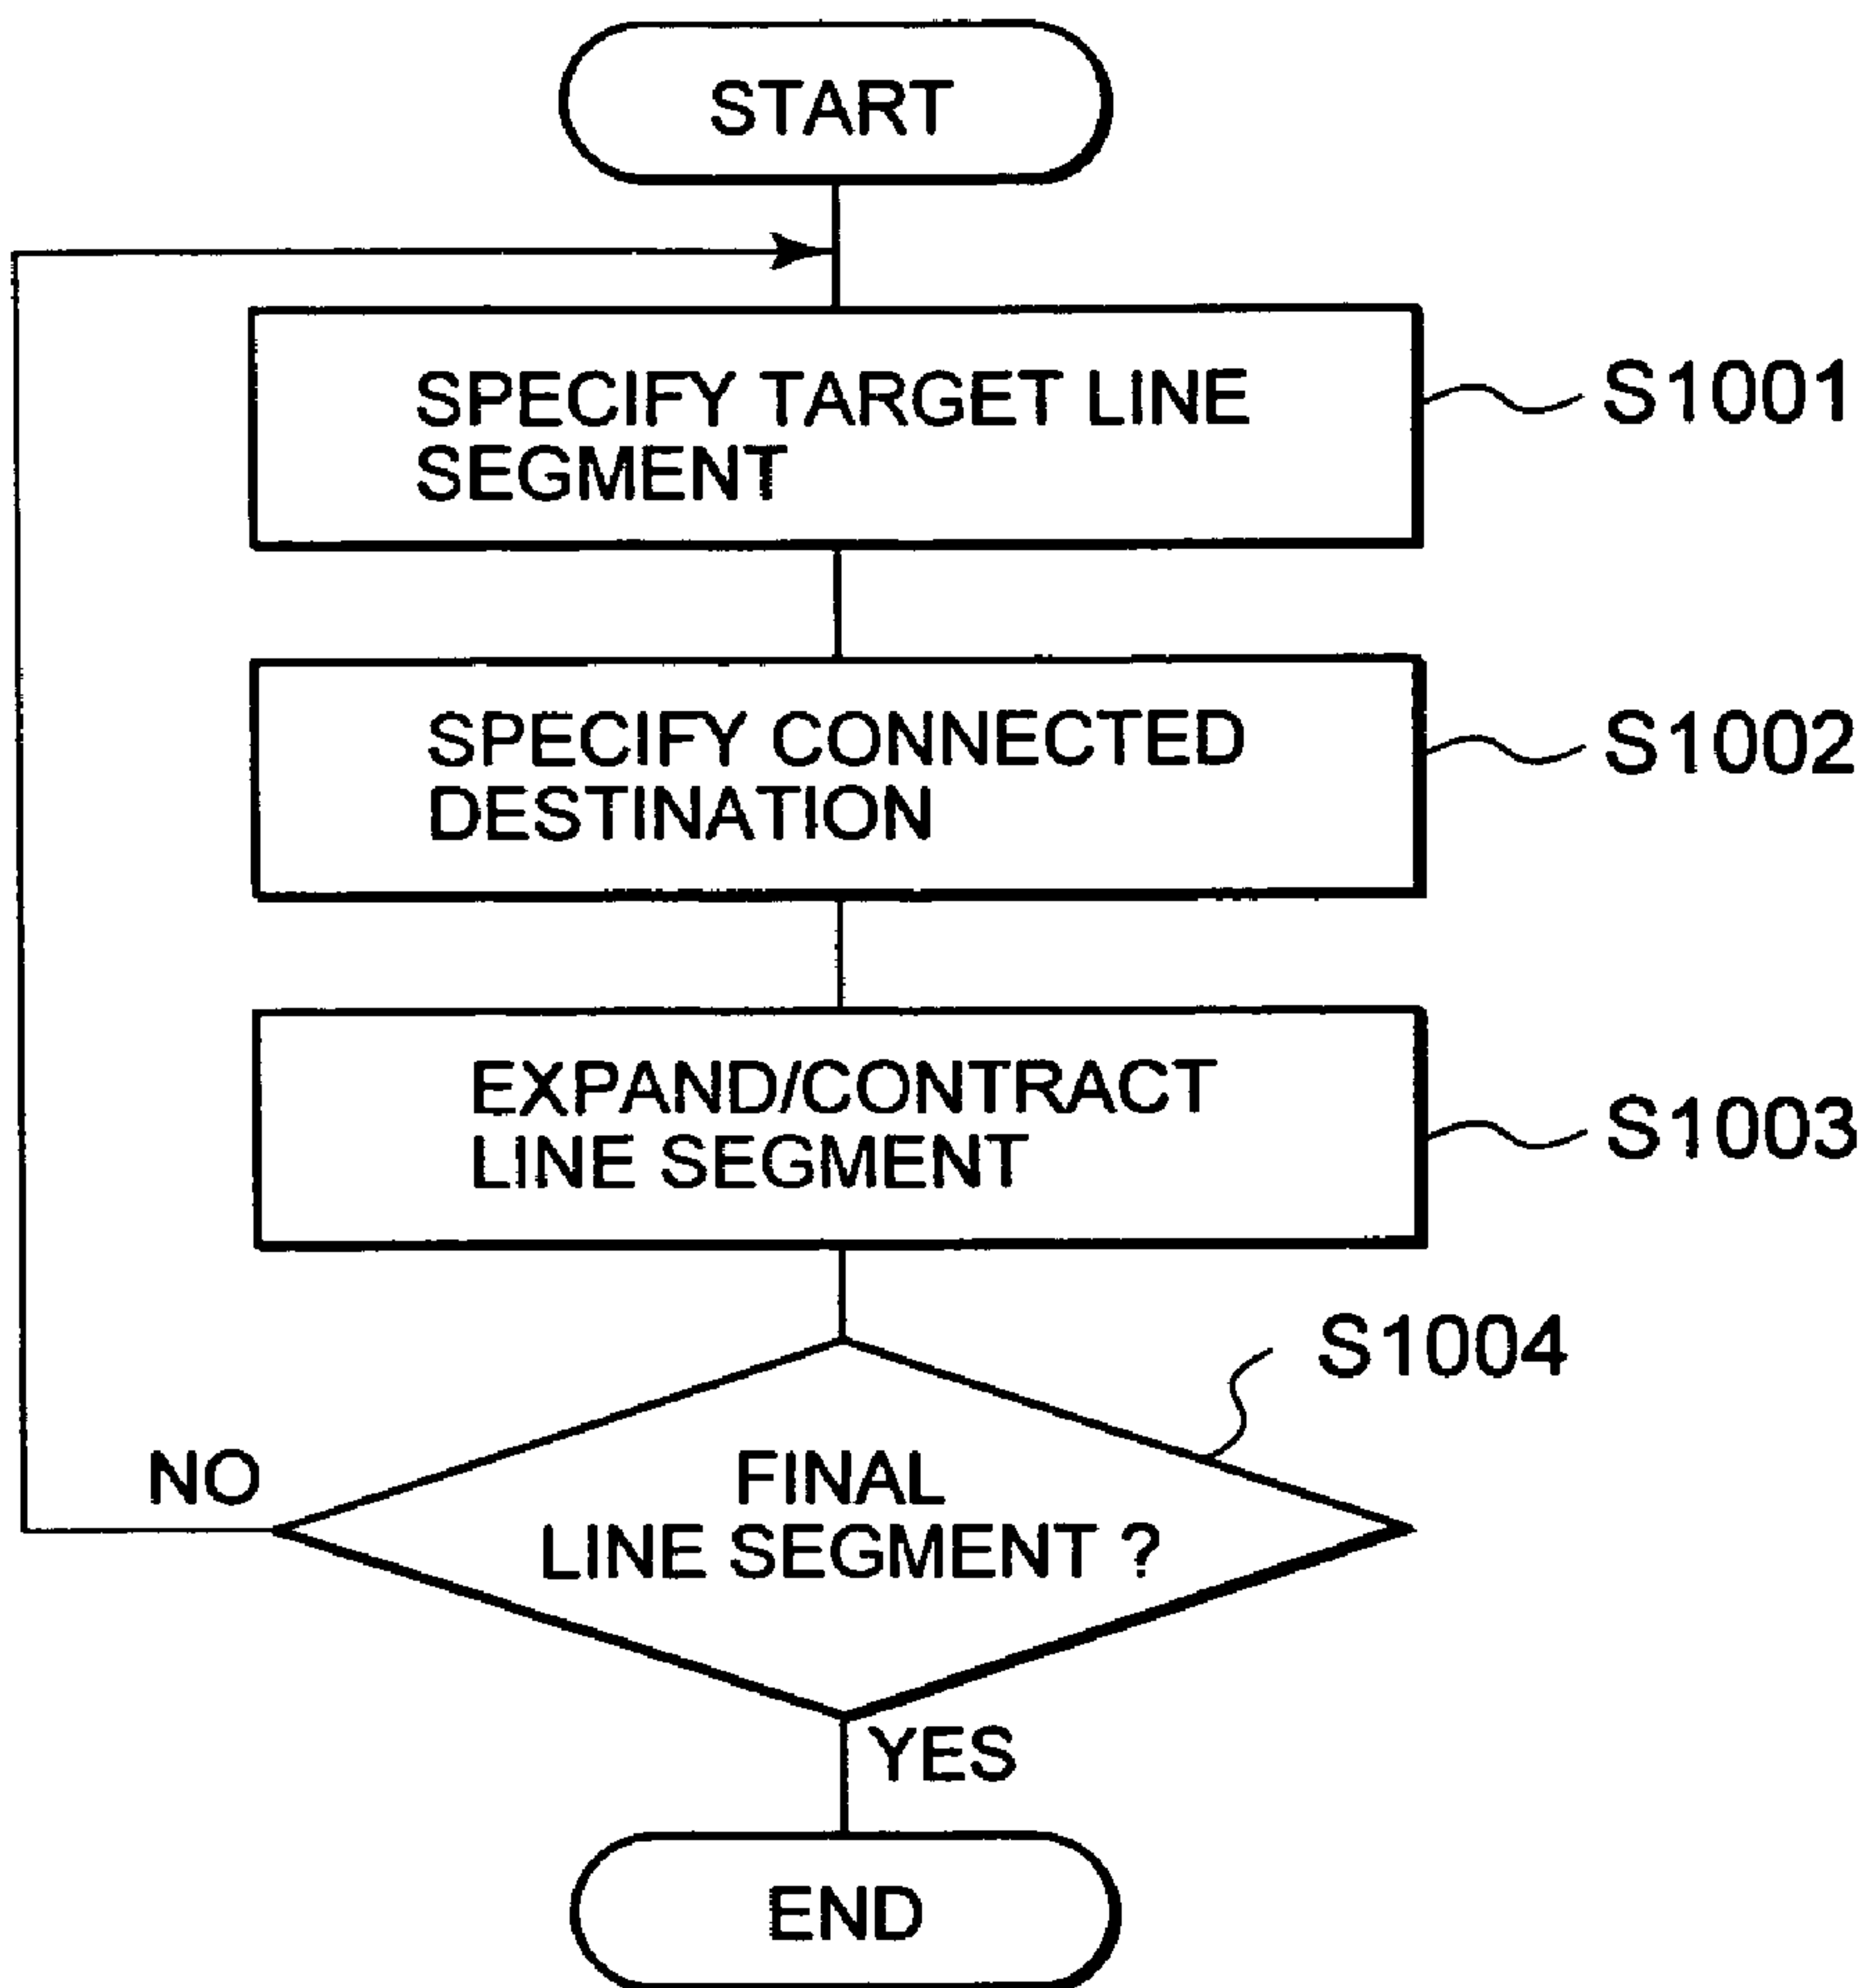 START
SPECIFY TARGET LINE
SEGMENT
S1001
SPECIFY CONNECTED
DESTINATION
S1002
EXPAND/CONTRACT
LINE SEGMENT
S1003
S1004
FINAL
LINE SEGMENT ?
NO
YES
END